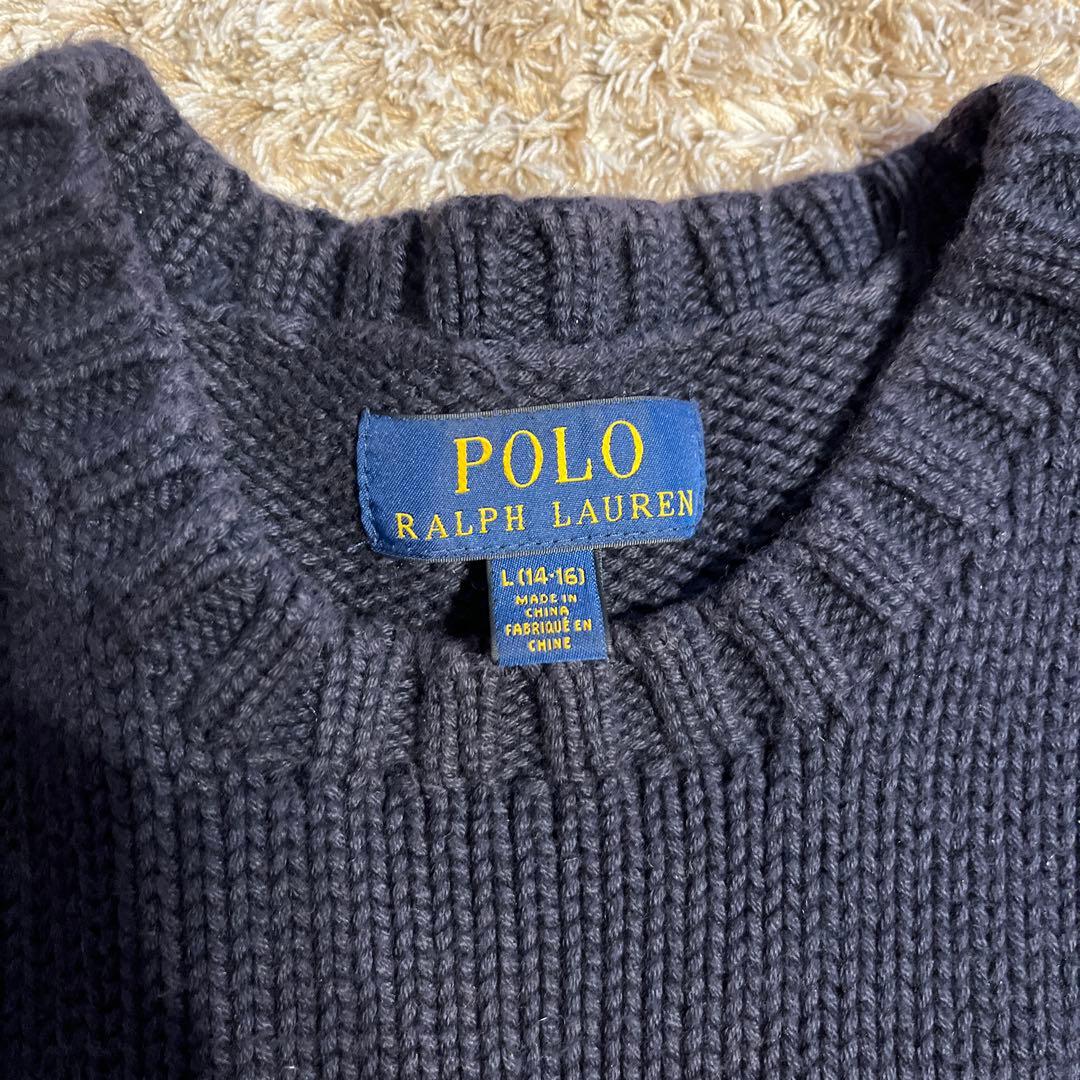 POLO
RALPH LAUREN
L (14-16)
MADE IN
CHINA
FABRIQUÉ EN
CHINE